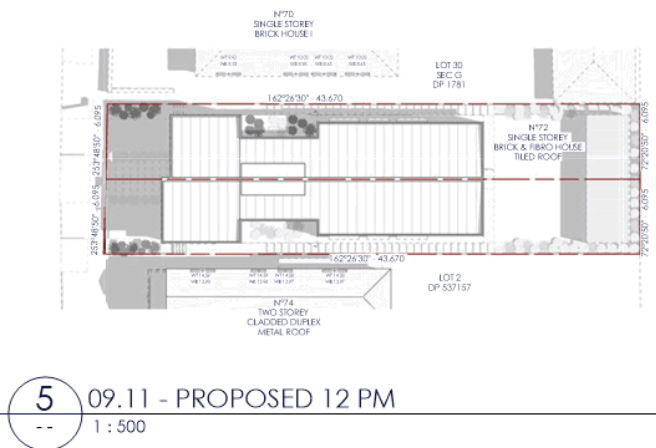 N°70
SINGLE STOREY
BRICK HOUSE I
LOT 30
SEC G
DP 1781
162°26'30" - 43.670
N°72
SINGLE STOREY
BRICK & FIBRO HOUSE
TILED ROOF
253°48'50" - 6.095
253°48'50" - 6.095
72°20'50" - 6.095
72°20'50" - 6.095
162°26'30" - 43.670
LOT 2
DP 537157
N°74
TWO STOREY
CLADDED DUPLEX
METAL ROOF
5
--
09.11 - PROPOSED 12 PM
1 : 500